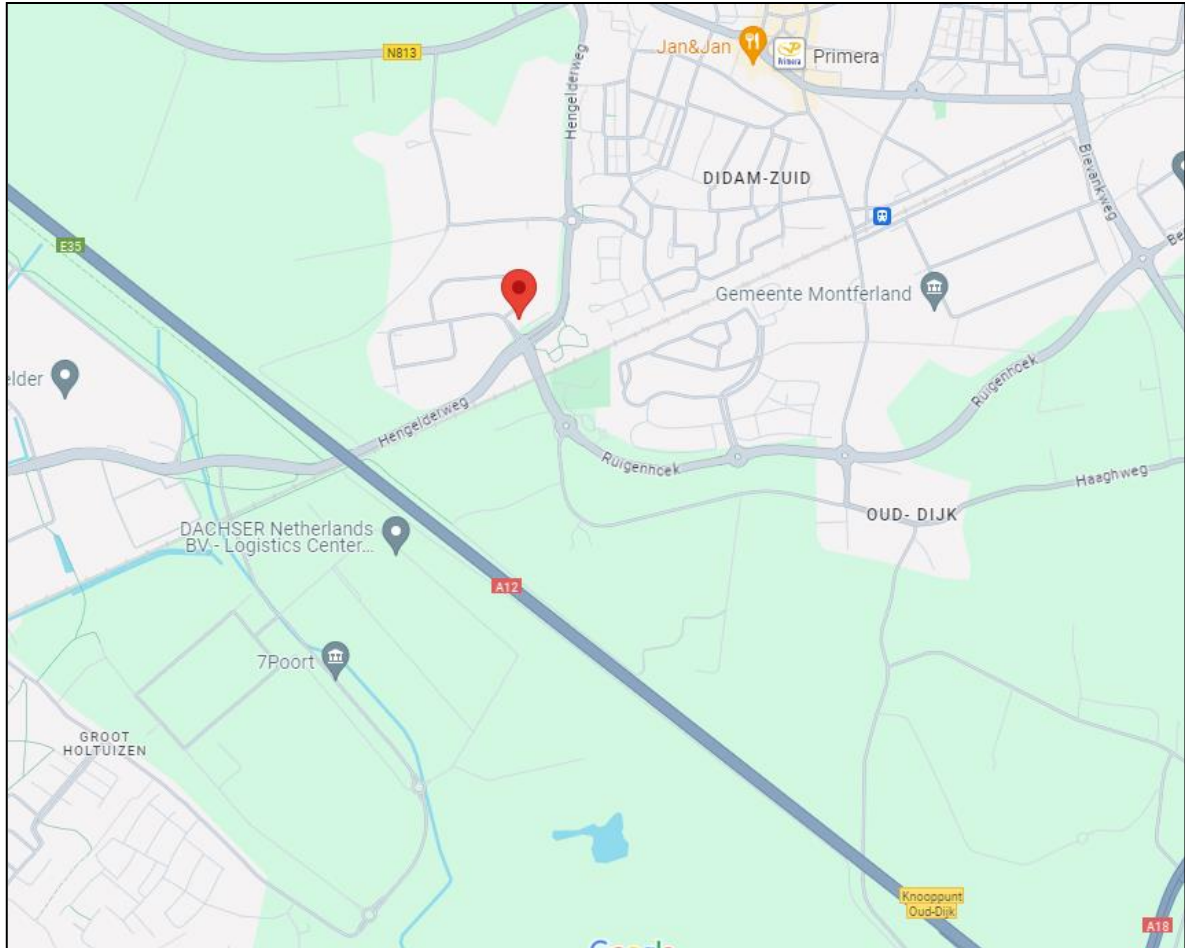 Jan&Jan
Primera
Primera
N813
Hengelderweg
DIDAM-ZUID
Bievankweg
E35
Gemeente Montferland
elder
Ruigenhoek
Hengelderweg
Ruigenhoek
Haaghweg
OUD- DIJK
DACHSER Netherlands
BV - Logistics Center...
A12
7Poort
GROOT
HOLTUIZEN
Knooppunt
Oud-Dijk
A18